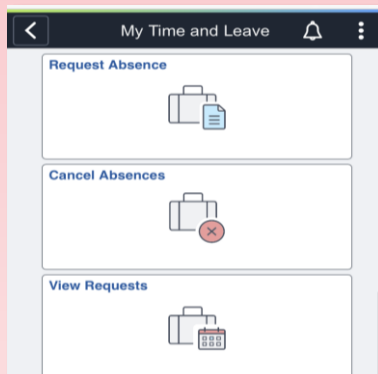 My Time and Leave
Request Absence
Cancel Absences
View Requests